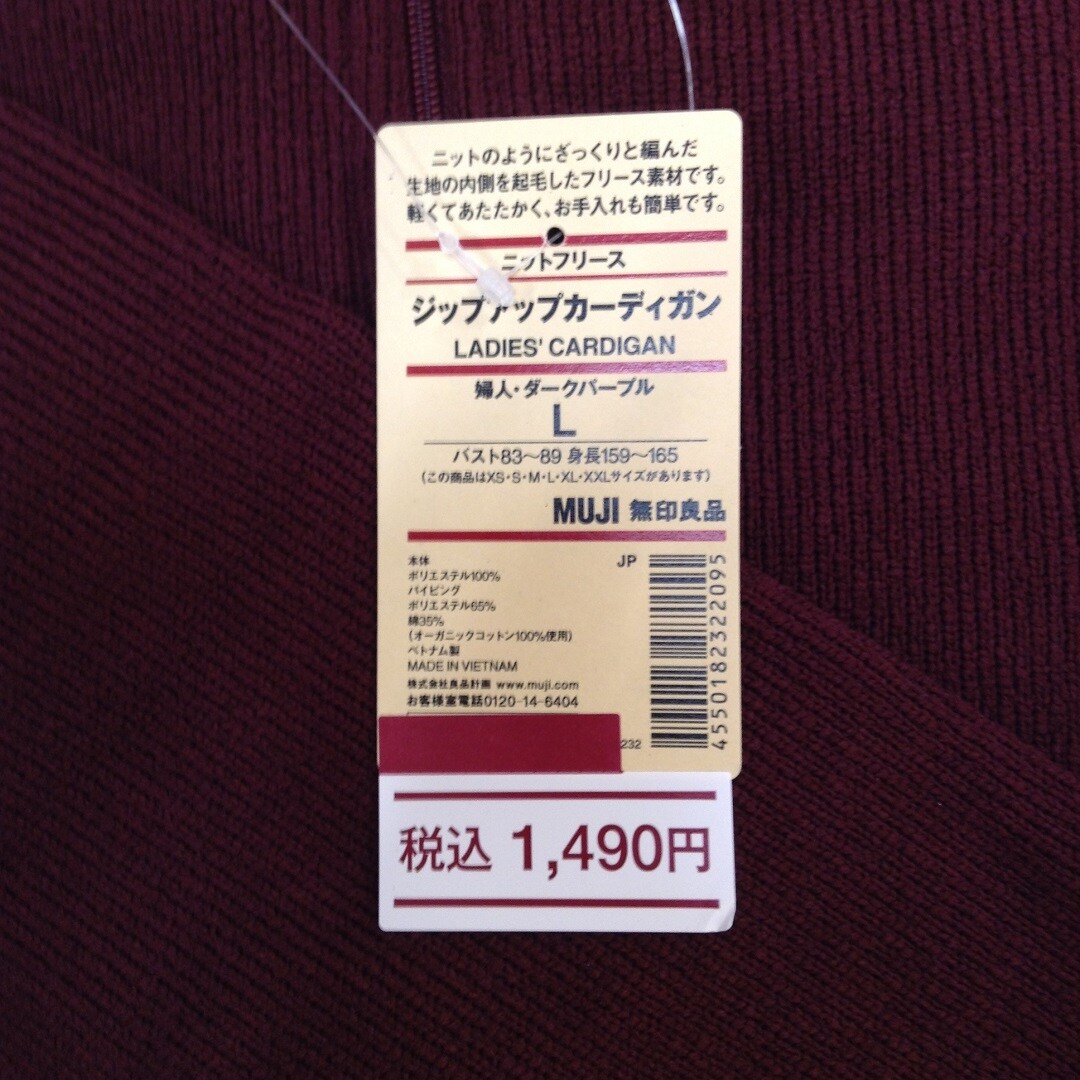 ニットのようにざっくりと編んだ
生地の内側を起毛したフリース素材です。
軽くてあたたかく、お手入れも簡単です。
ニットフリース
ジップアップカーディガン
LADIES' CARDIGAN
婦人・ダークパープル
L
バスト83～89 身長159～165
(この商品はXS・S・M・L・XL・XXLサイズがあります)
MUJI 無印良品
本体
ポリエステル100%
パイピング
ポリエステル65%
綿35%
(オーガニックコットン100%使用)
ベトナム製
MADE IN VIETNAM
株式会社良品計画 www.muji.com
お客様室電話0120-14-6404
JP
4550182322095
232
税込 1,490円